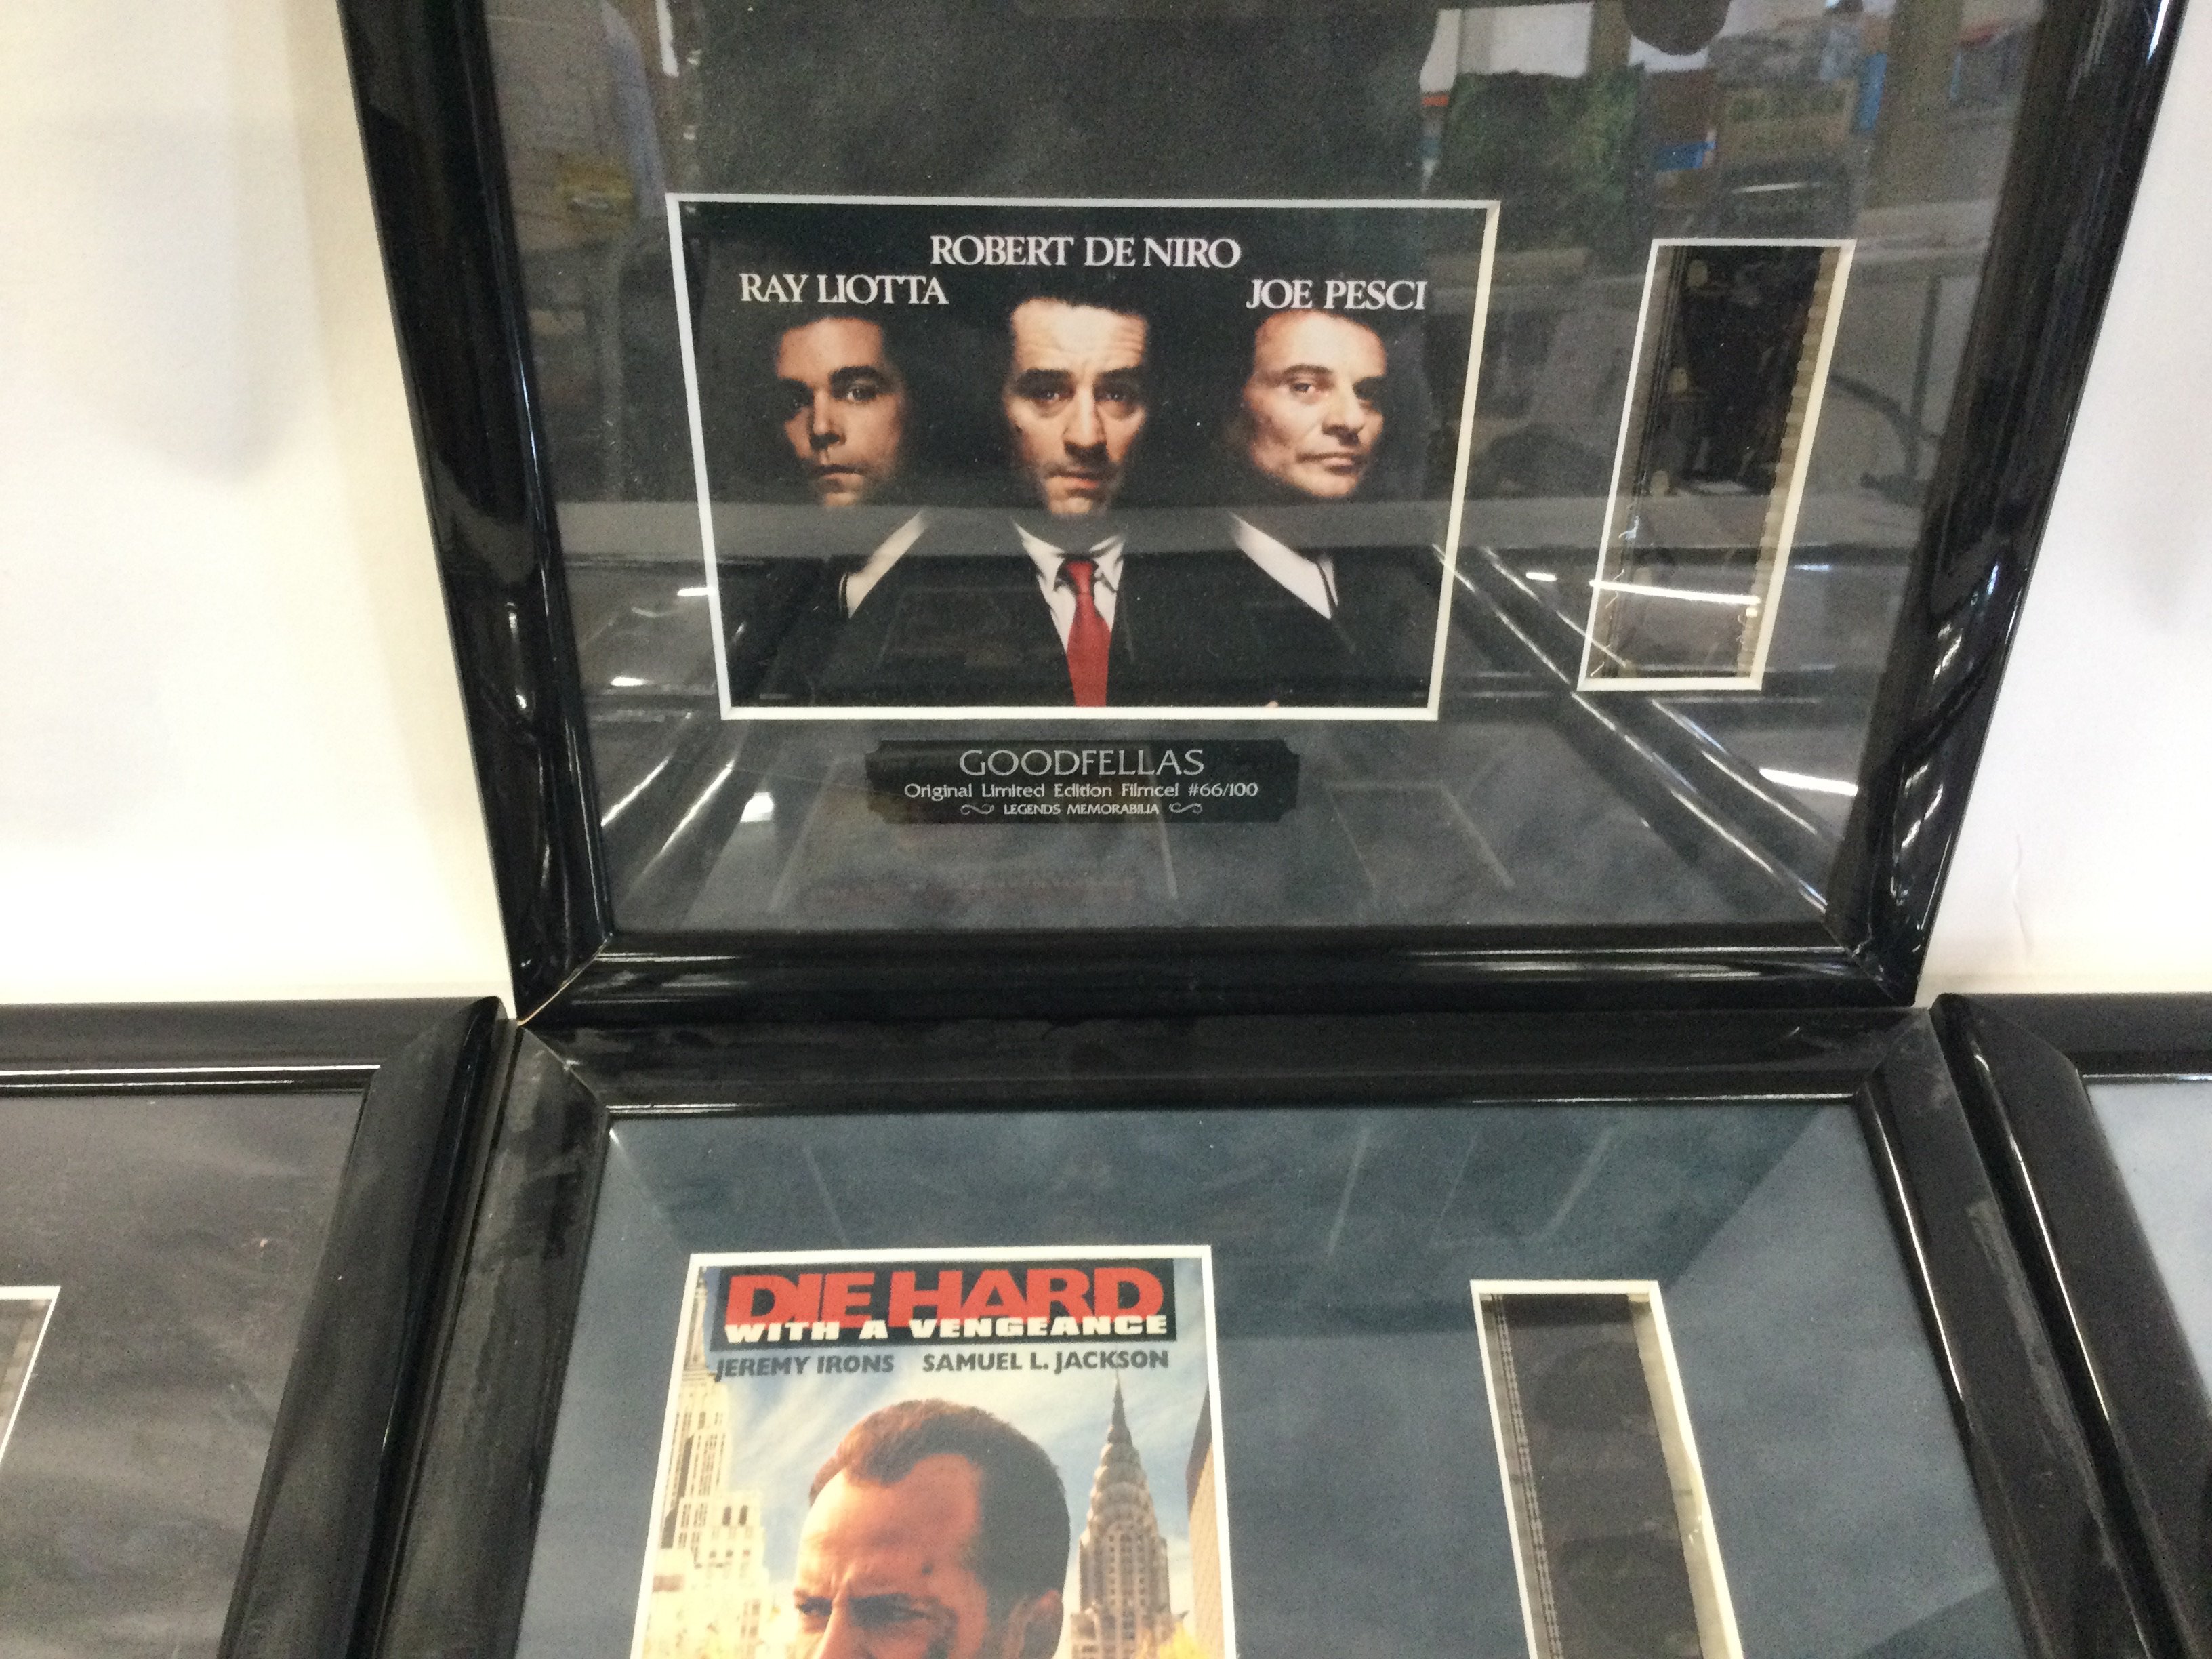 ROBERT DE NIRO
RAY LIOTTA JOE PESCI
GOODFELLAS
Original Limited Edition Filmcel #66/100
LEGENDS MEMORABILIA
DIE HARD
WITH A VENGEANCE
JEREMY IRONS SAMUEL L. JACKSON